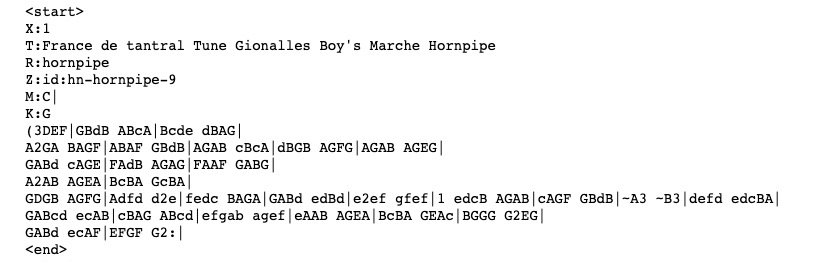 <start>
X:1
T:France de tantral Tune Gionalles Boy's Marche Hornpipe
R:hornpipe
Z:id:hn-hornpipe-9
M:C|
K:G
(3DEF|GBdB ABcA|Bcde dBAG|
A2GA BAGF|ABAF GBdB|AGAB cBcA|dBGB AGFG|AGAB AGEG|
GABd cAGE|FAdB AGAG|FAAF GABG|
A2AB AGEA|BcBA GcBA|
GDGB AGFG|Adfd d2e|fedc BAGA|GABd edBd|e2ef gfef|1 edcB AGAB|cAGF GBdB|~A3 ~B3|defd edcBA|
GABcd ecAB|cBAG ABcd|efgab agef|eAAB AGEA|BcBA GEAc|BGGG G2EG|
GABd ecAF|EFGF G2:|
<end>